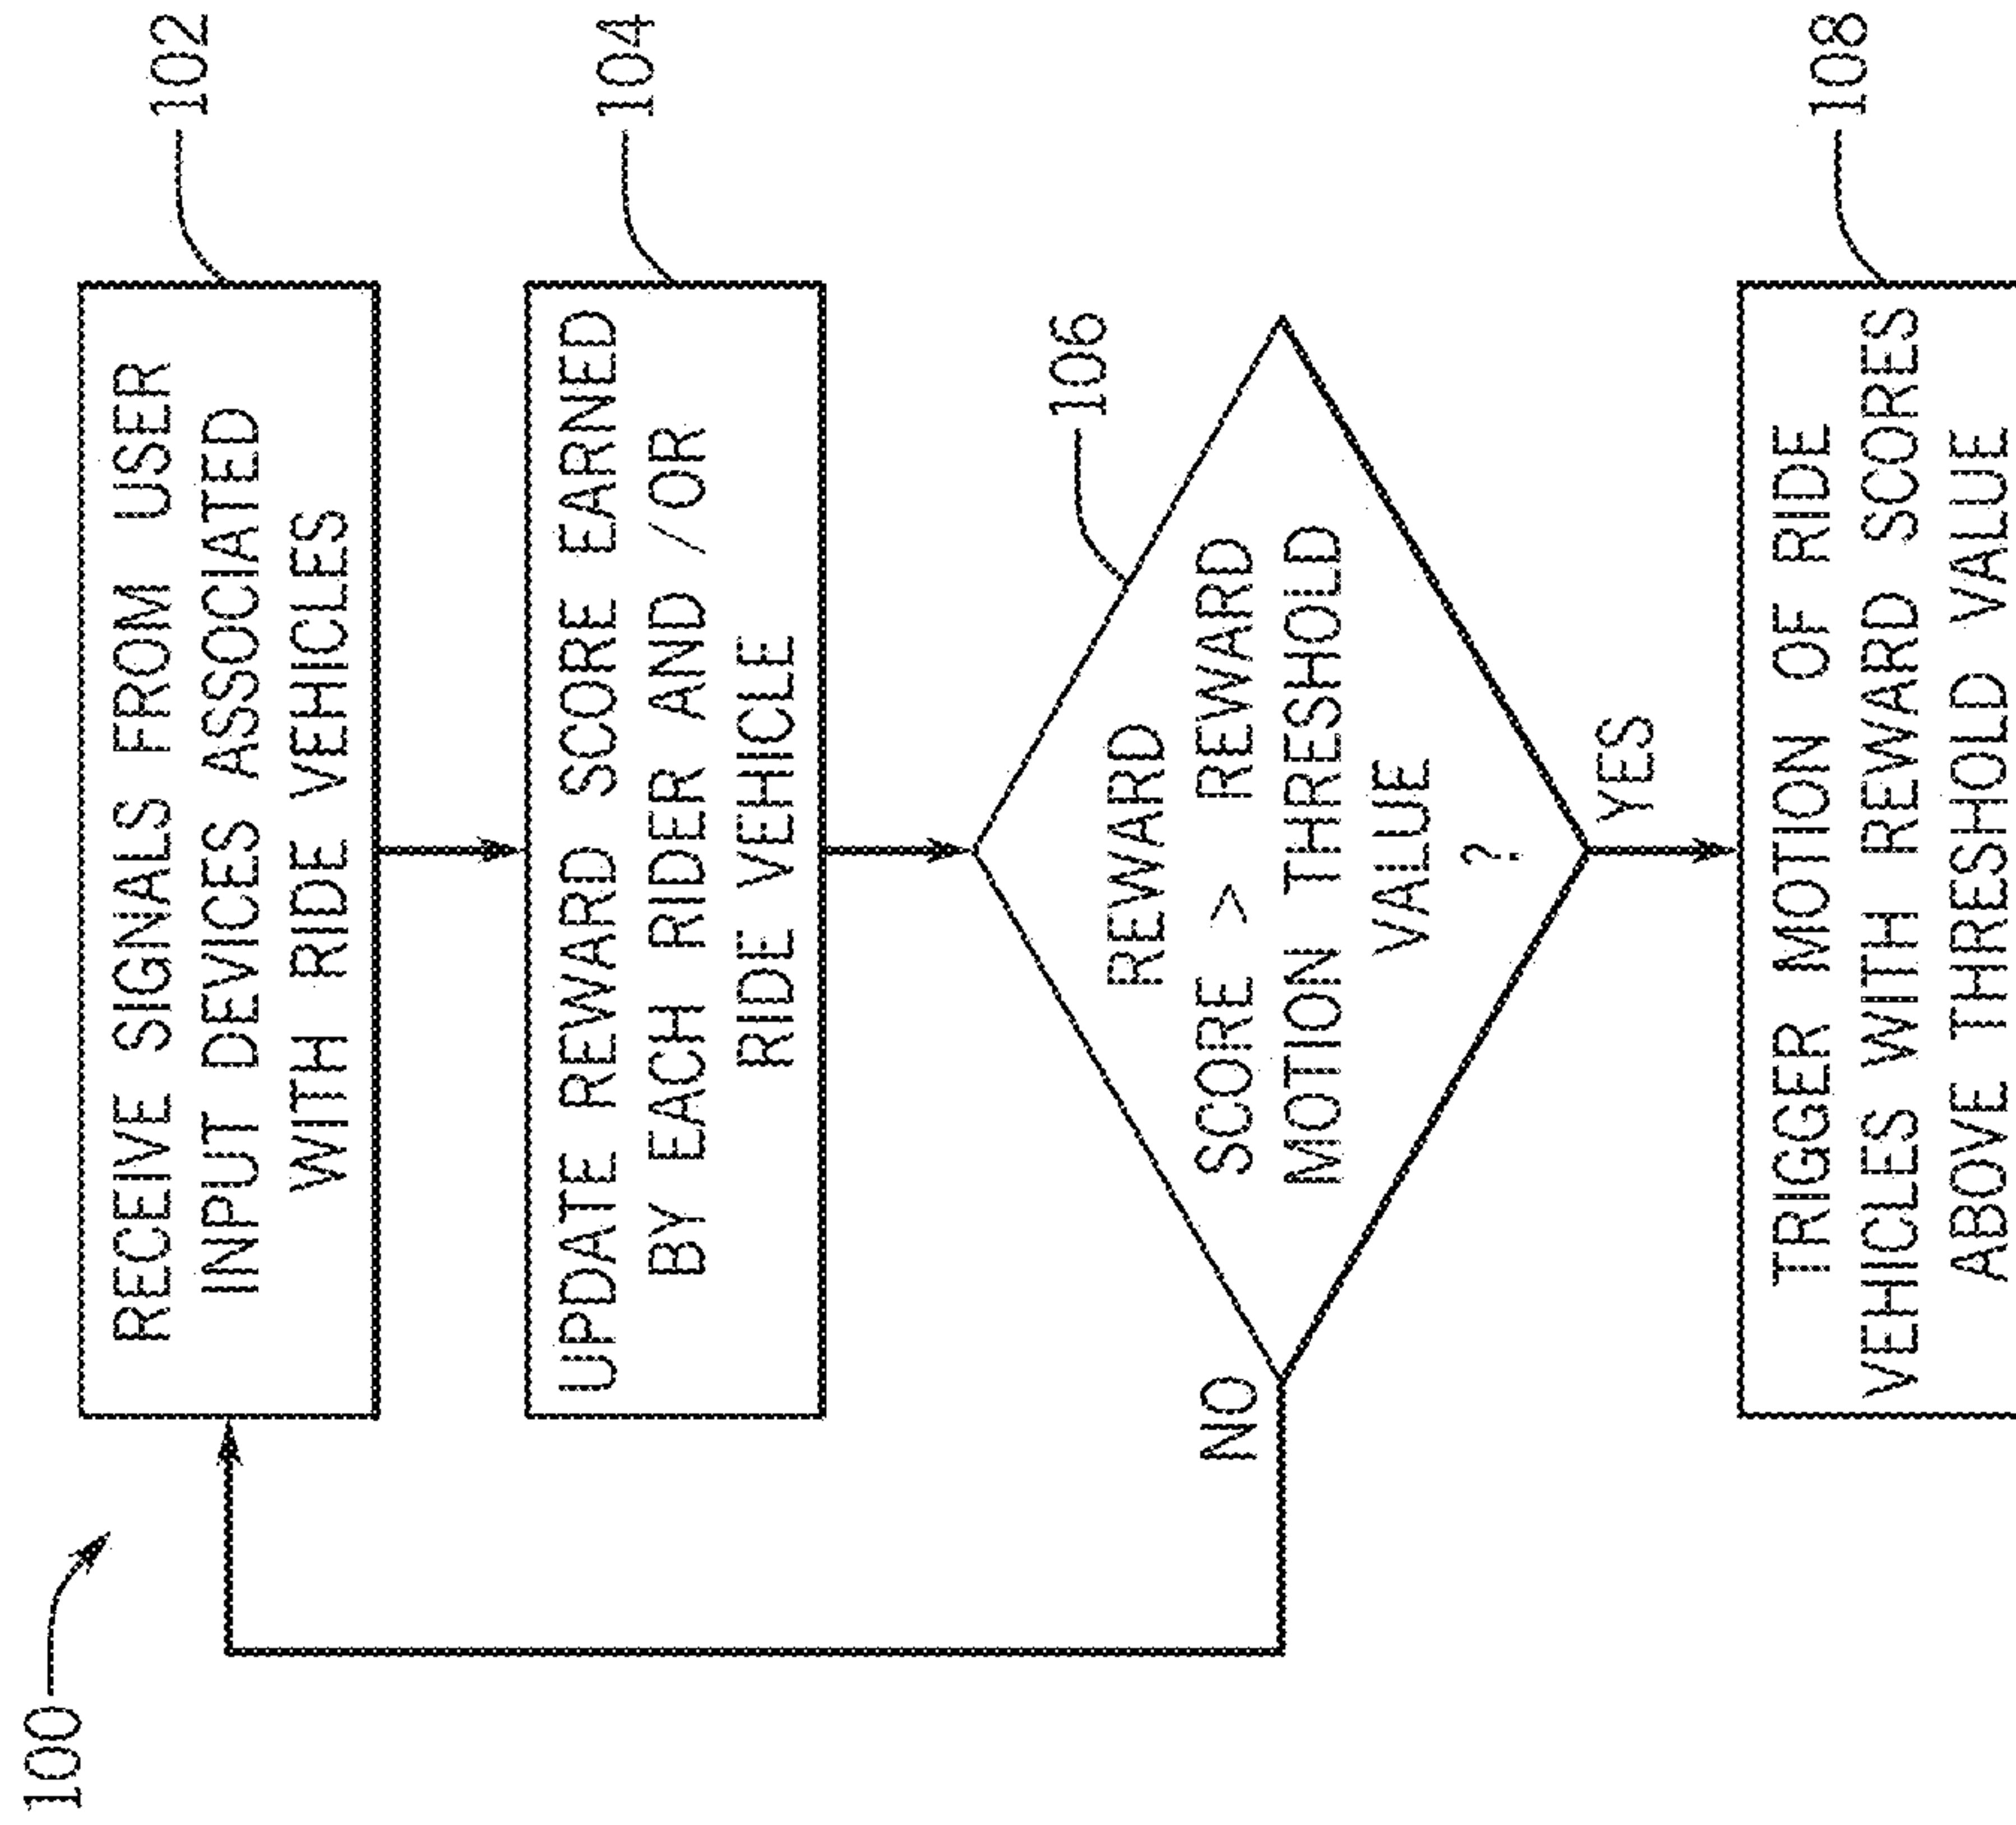 100
RECEIVE SIGNALS FROM USER
INPUT DEVICES ASSOCIATED
WITH RIDE VEHICLES
102
UPDATE REWARD SCORE EARNED
BY EACH RIDER AND /OR
RIDE VEHICLE
104
REWARD
SCORE > REWARD
MOTION THRESHOLD
VALUE
?
106
NO
YES
TRIGGER MOTION OF RIDE
VEHICLES WITH REWARD SCORES
ABOVE THRESHOLD VALUE
108